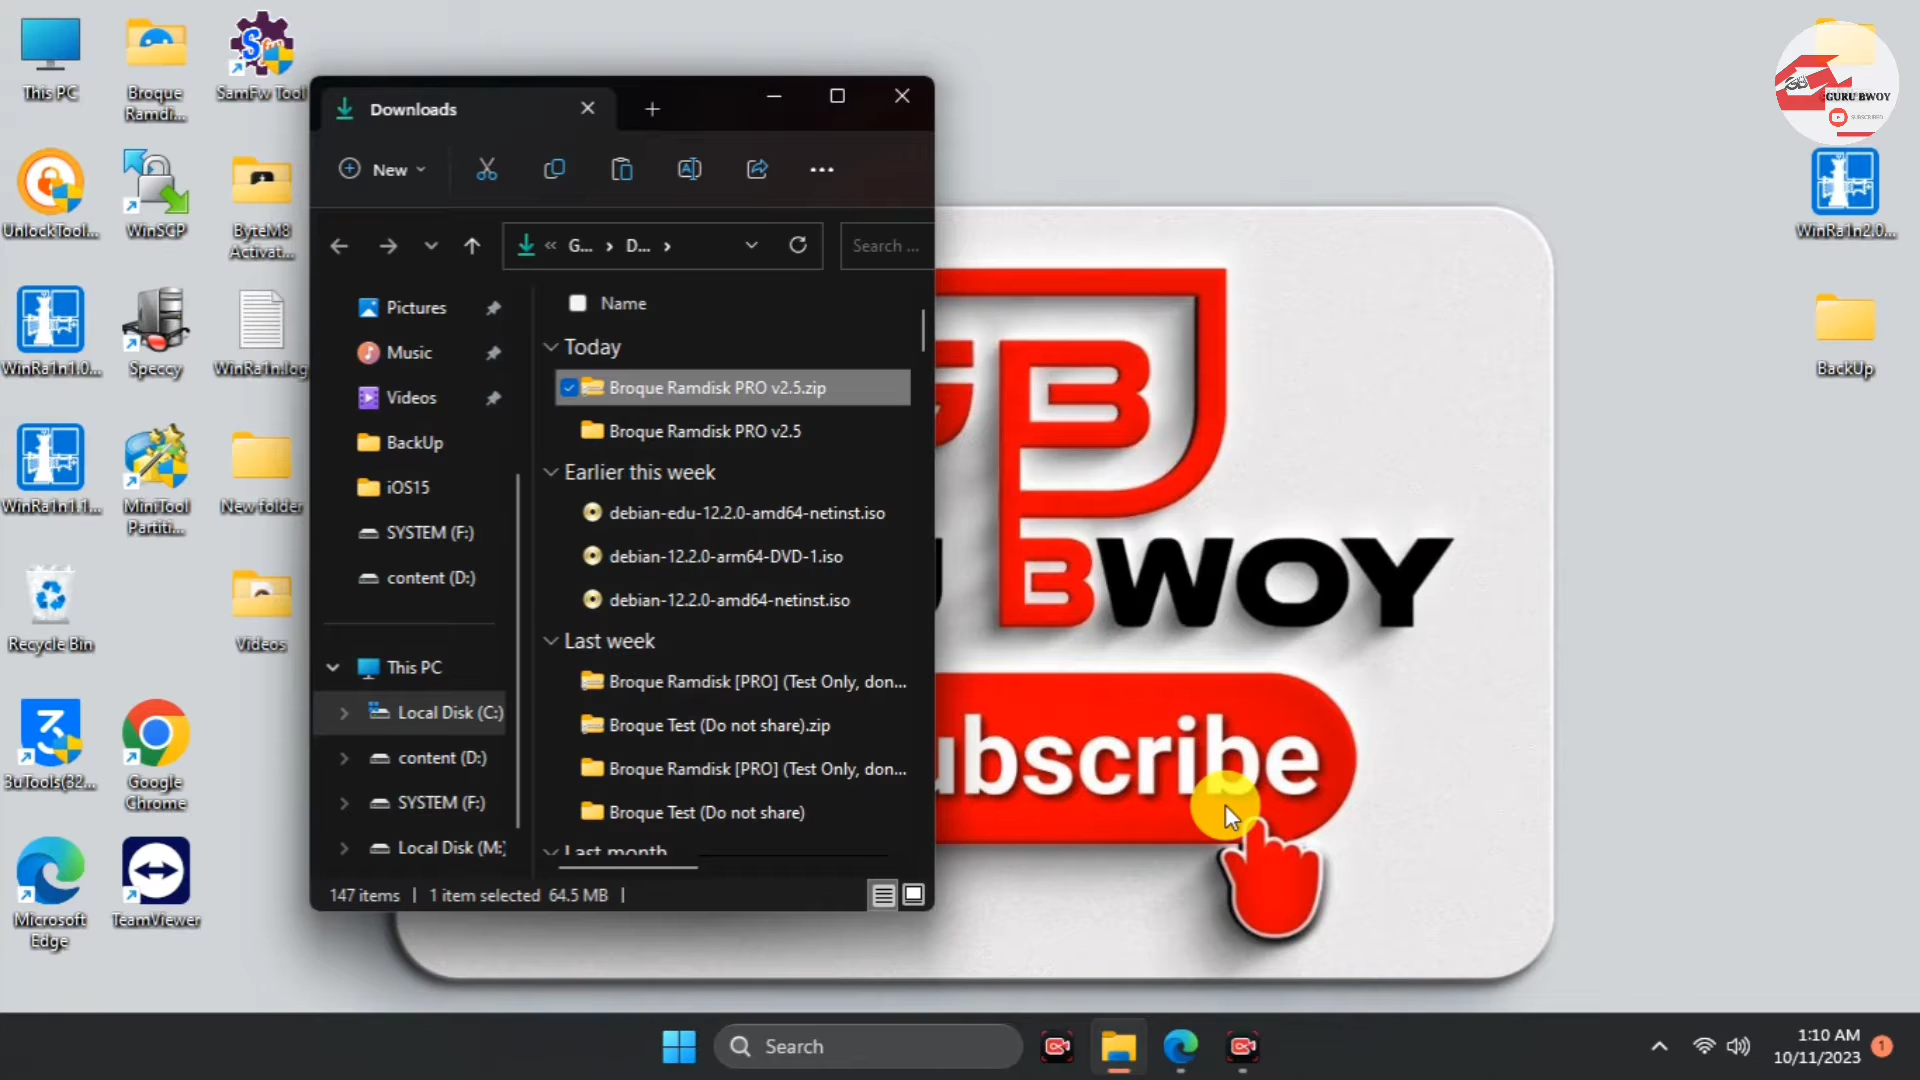 This PC
Broque
Ramdi...
SamFw Tool
UnlockTool...
WinSCP
ByteM8
Activat...
WinRa1n1.0...
Speccy
WinRa1n.log
WinRa1n1.1...
MiniTool
Partiti...
New folder
Recycle Bin
Videos
3uTools(32...
Google
Chrome
Microsoft
Edge
TeamViewer
Downloads
New
G...
D...
Search ...
Pictures
Music
Videos
BackUp
iOS15
SYSTEM (F:)
content (D:)
This PC
Local Disk (C:)
content (D:)
SYSTEM (F:)
Local Disk (M:)
Name
Today
Broque Ramdisk PRO v2.5.zip
Broque Ramdisk PRO v2.5
Earlier this week
debian-edu-12.2.0-amd64-netinst.iso
debian-12.2.0-arm64-DVD-1.iso
debian-12.2.0-amd64-netinst.iso
Last week
Broque Ramdisk [PRO] (Test Only, don...
Broque Test (Do not share).zip
Broque Ramdisk [PRO] (Test Only, don...
Broque Test (Do not share)
Last month
147 items
1 item selected 64.5 MB
B
BWOY
ubscribe
GB
GURU BWOY
SUBSCRIBED
WinRa1n2.0...
BackUp
Search
1:10 AM
10/11/2023
1